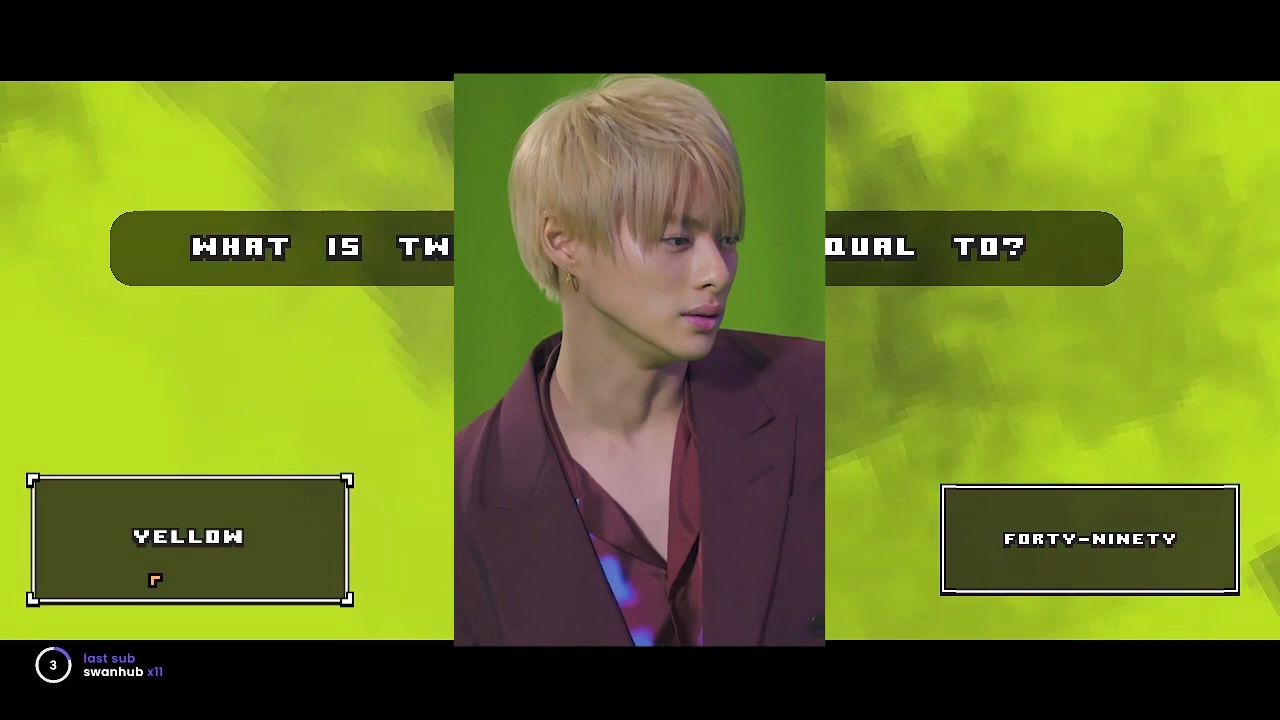 WHAT IS TW
QUAL TO?
YELLOW
FORTY-NINETY
3
last sub
swanhub x11